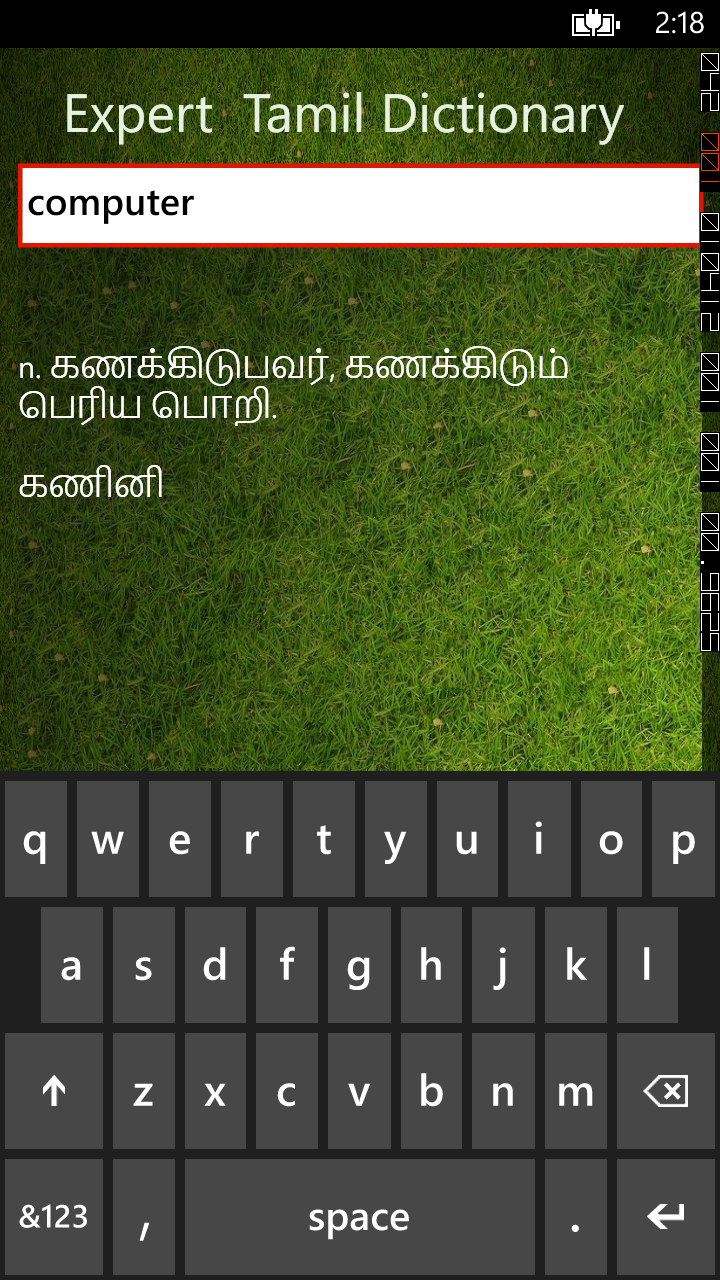 2:18
Expert  Tamil Dictionary
computer
n. கணக்கிடுபவர், கணக்கிடும்
பெரிய பொறி.
கணினி
q w e r t y u i o p
a s d f g h j k l
z x c v b n m
&123 , space .